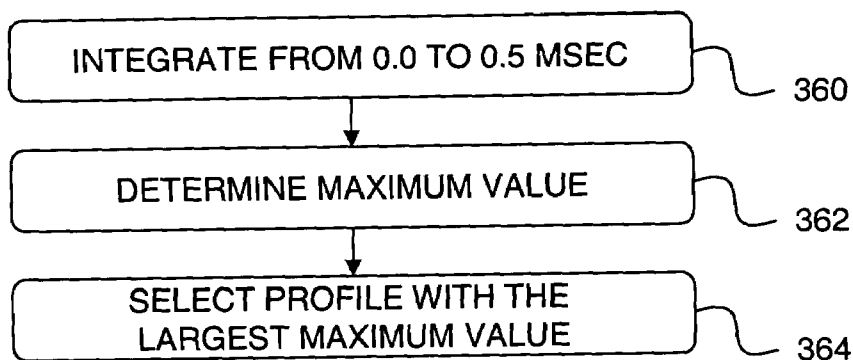 INTEGRATE FROM 0.0 TO 0.5 MSEC
360
DETERMINE MAXIMUM VALUE
362
SELECT PROFILE WITH THE
LARGEST MAXIMUM VALUE
364